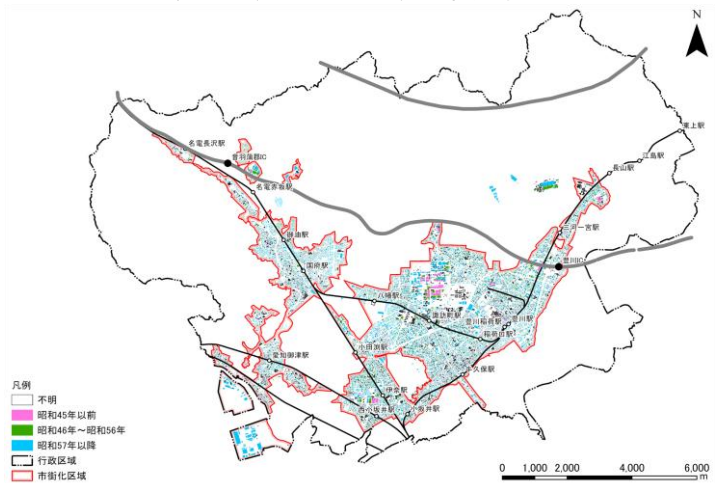 N
東上駅
名電長沢駅
音羽蒲郡IC
江島駅
長山駅
名電赤坂駅
三河一宮駅
御油駅
豊川IC
国府駅
八幡駅
諏訪町駅
豊川稲荷駅
豊川駅
稲荷口駅
小田渕駅
愛知御津駅
牛久保駅
伊奈駅
西小坂井駅
小坂井駅
凡例
不明
昭和45年以前
昭和46年～昭和56年
昭和57年以降
行政区域
市街化区域
0 1,000 2,000 4,000 6,000
m